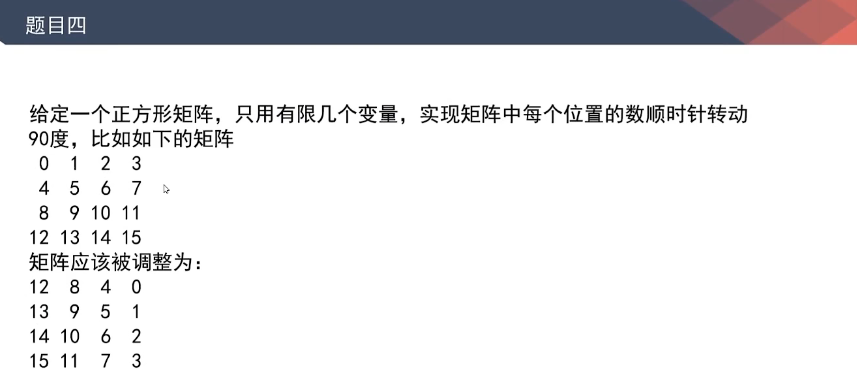 题目四
给定一个正方形矩阵，只用有限几个变量，实现矩阵中每个位置的数顺时针转动
90度，比如如下的矩阵
0 1 2 3
4 5 6 7
8 9 10 11
12 13 14 15
矩阵应该被调整为：
12 8 4 0
13 9 5 1
14 10 6 2
15 11 7 3